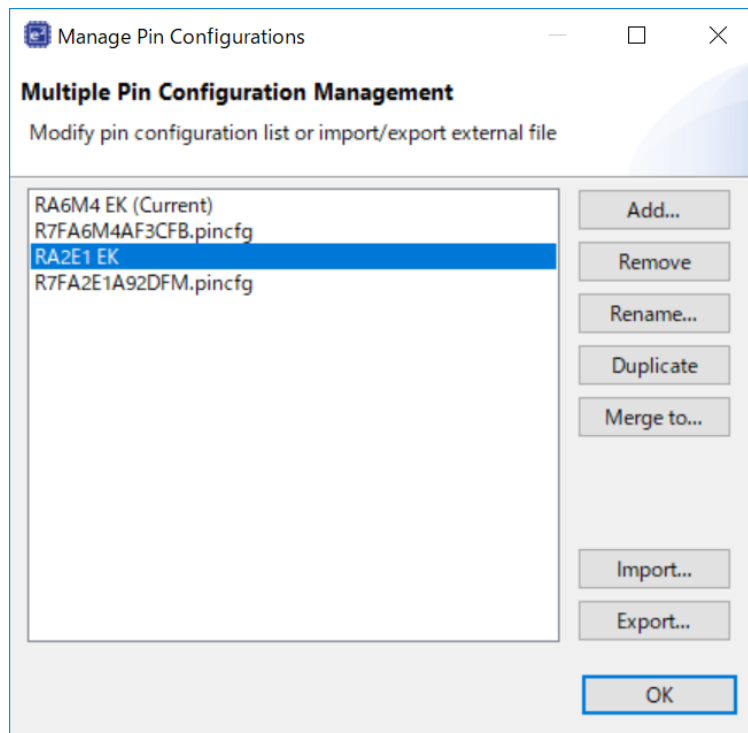 Manage Pin Configurations
Multiple Pin Configuration Management
Modify pin configuration list or import/export external file
RA6M4 EK (Current)
R7FA6M4AF3CFB.pincfg
RA2E1 EK
R7FA2E1A92DFM.pincfg
Add...
Remove
Rename...
Duplicate
Merge to...
Import...
Export...
OK